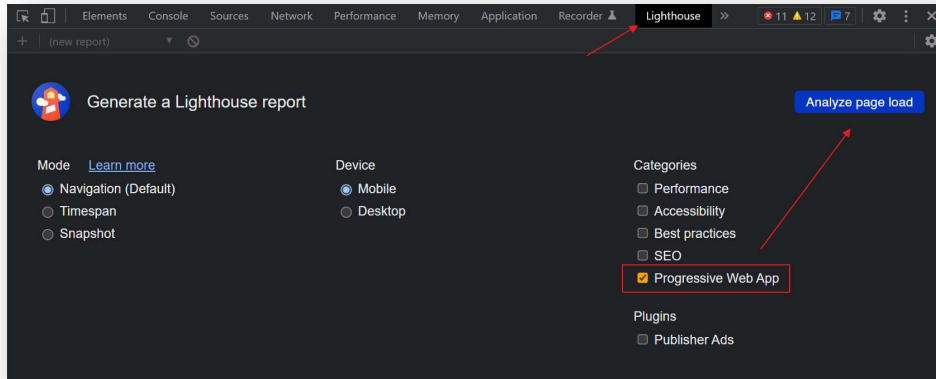 Elements Console Sources Network Performance Memory Application Recorder Lighthouse » 11 12 7
+ (new report)
Generate a Lighthouse report
Analyze page load
Mode Learn more
Navigation (Default)
Timespan
Snapshot
Device
Mobile
Desktop
Categories
Performance
Accessibility
Best practices
SEO
Progressive Web App
Plugins
Publisher Ads